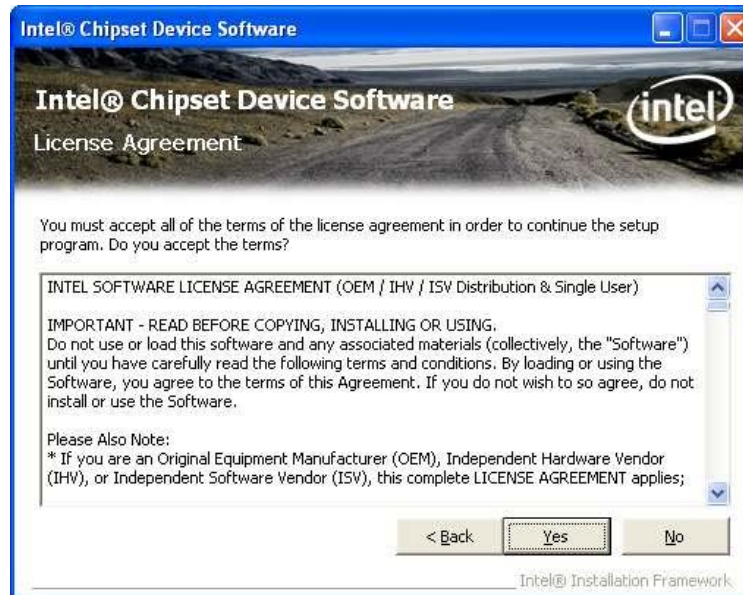 Intel® Chipset Device Software
Intel® Chipset Device Software
intel
License Agreement
You must accept all of the terms of the license agreement in order to continue the setup
program. Do you accept the terms?
INTEL SOFTWARE LICENSE AGREEMENT (OEM / IHV / ISV Distribution & Single User)
IMPORTANT - READ BEFORE COPYING, INSTALLING OR USING.
Do not use or load this software and any associated materials (collectively, the "Software")
until you have carefully read the following terms and conditions. By loading or using the
Software, you agree to the terms of this Agreement. If you do not wish to so agree, do not
install or use the Software.
Please Also Note:
* If you are an Original Equipment Manufacturer (OEM), Independent Hardware Vendor
(IHV), or Independent Software Vendor (ISV), this complete LICENSE AGREEMENT applies;
< Back Yes No
Intel® Installation Framework